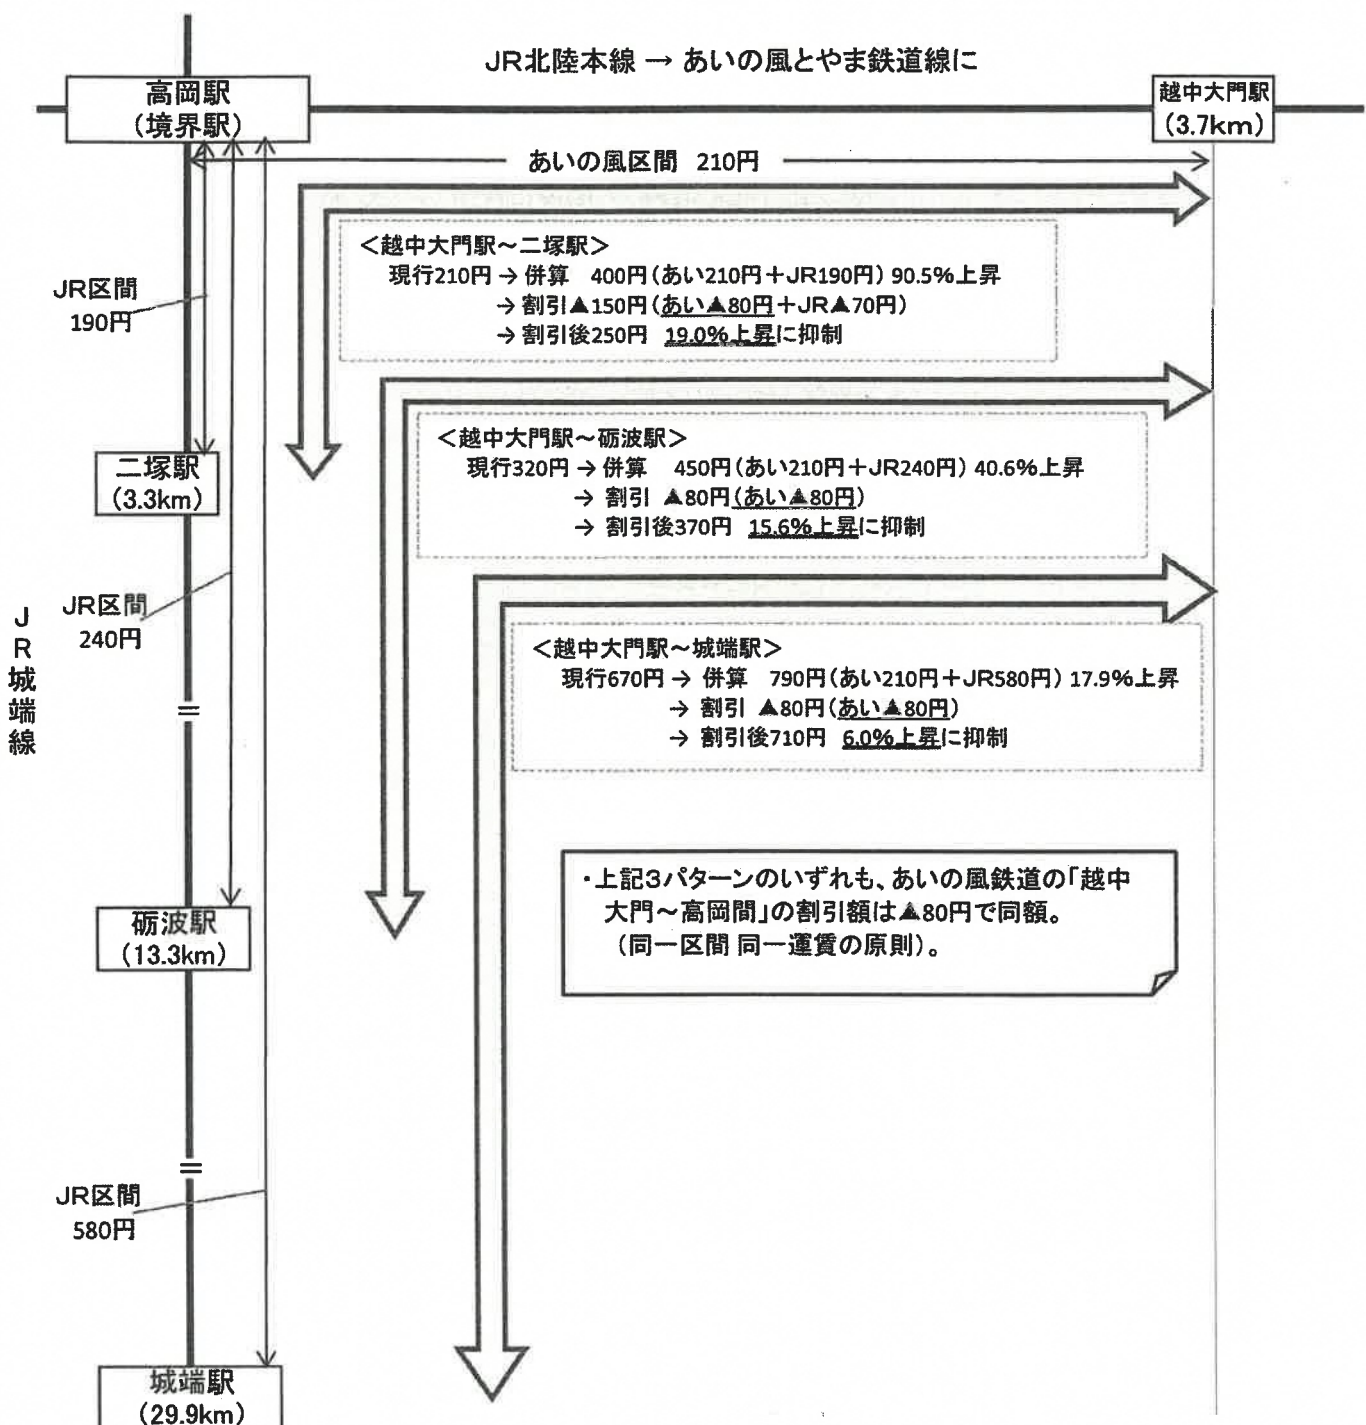 JR北陸本線 → あいの風とやま鉄道線に
高岡駅
(境界駅)
越中大門駅
(3.7km)
あいの風区間 210円
<越中大門駅～二塚駅>
現行210円 → 併算 400円(あい210円+JR190円) 90.5%上昇
→ 割引▲150円(あい▲80円+JR▲70円)
→ 割引後250円 19.0%上昇に抑制
JR区間
190円
二塚駅
(3.3km)
<越中大門駅～砺波駅>
現行320円 → 併算 450円(あい210円+JR240円) 40.6%上昇
→ 割引 ▲80円(あい▲80円)
→ 割引後370円 15.6%上昇に抑制
JR区間
240円
JR城端線
<越中大門駅～城端駅>
現行670円 → 併算 790円(あい210円+JR580円) 17.9%上昇
→ 割引 ▲80円(あい▲80円)
→ 割引後710円 6.0%上昇に抑制
・上記3パターンのいずれも、あいの風鉄道の「越中
大門～高岡間」の割引額は▲80円で同額。
(同一区間 同一運賃の原則)。
砺波駅
(13.3km)
JR区間
580円
城端駅
(29.9km)